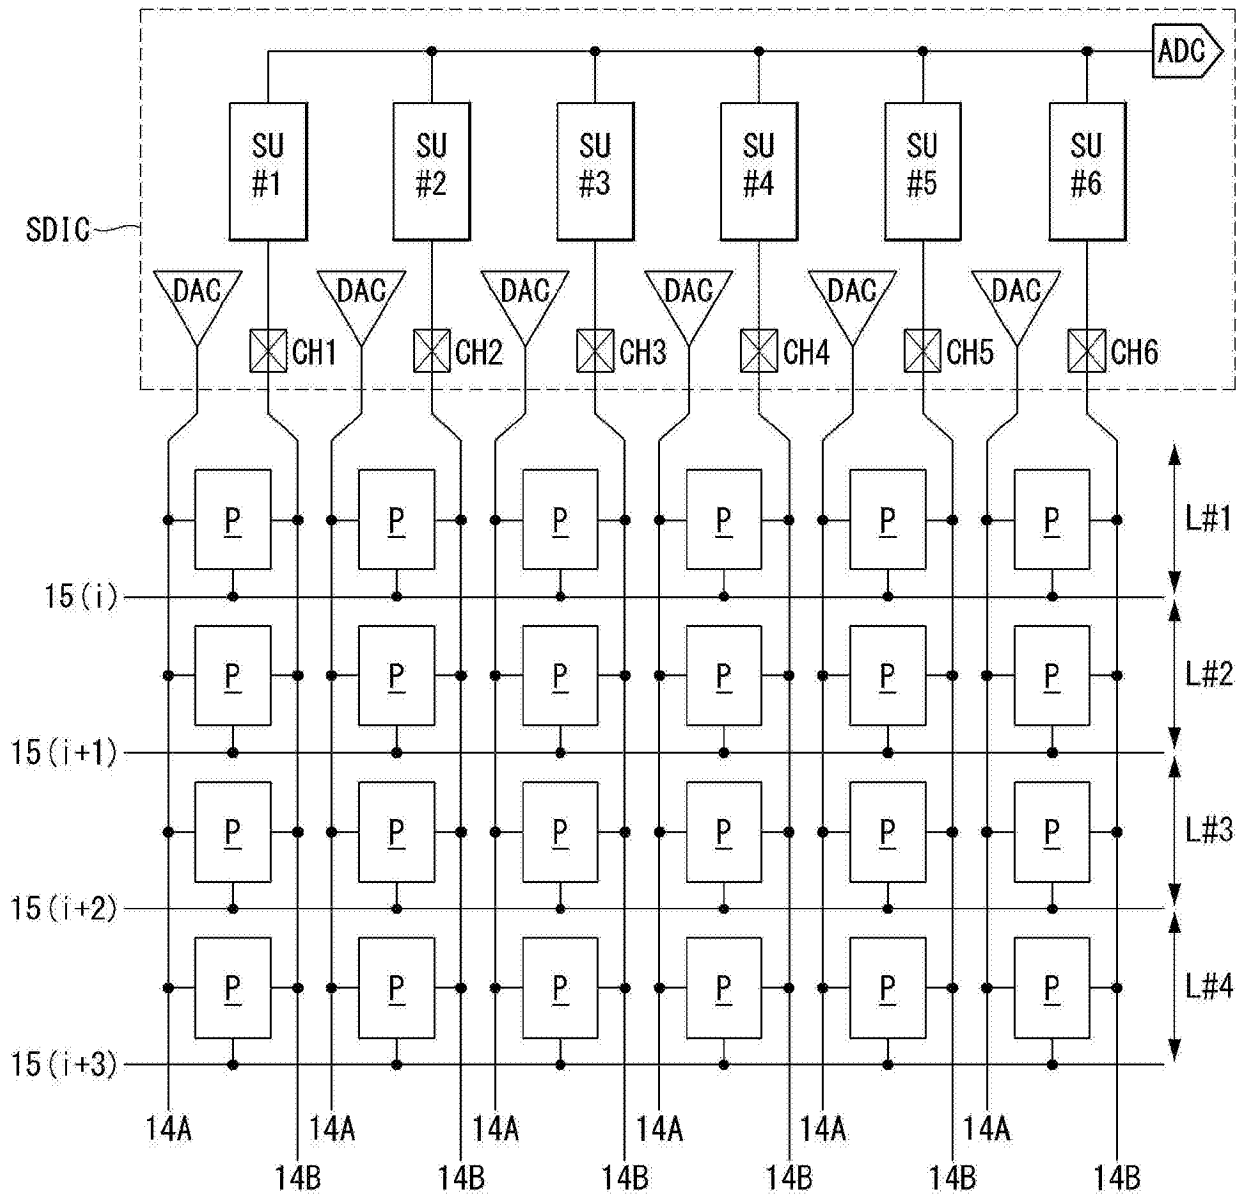 ADC
SU #1 SU #2 SU #3 SU #4 SU #5 SU #6
SDIC
DAC DAC DAC DAC DAC DAC
CH1 CH2 CH3 CH4 CH5 CH6
P P P P P P L#1
15(i)
P P P P P P L#2
15(i+1)
P P P P P P L#3
15(i+2)
P P P P P P L#4
15(i+3)
14A 14A 14A 14A 14A 14A
14B 14B 14B 14B 14B 14B